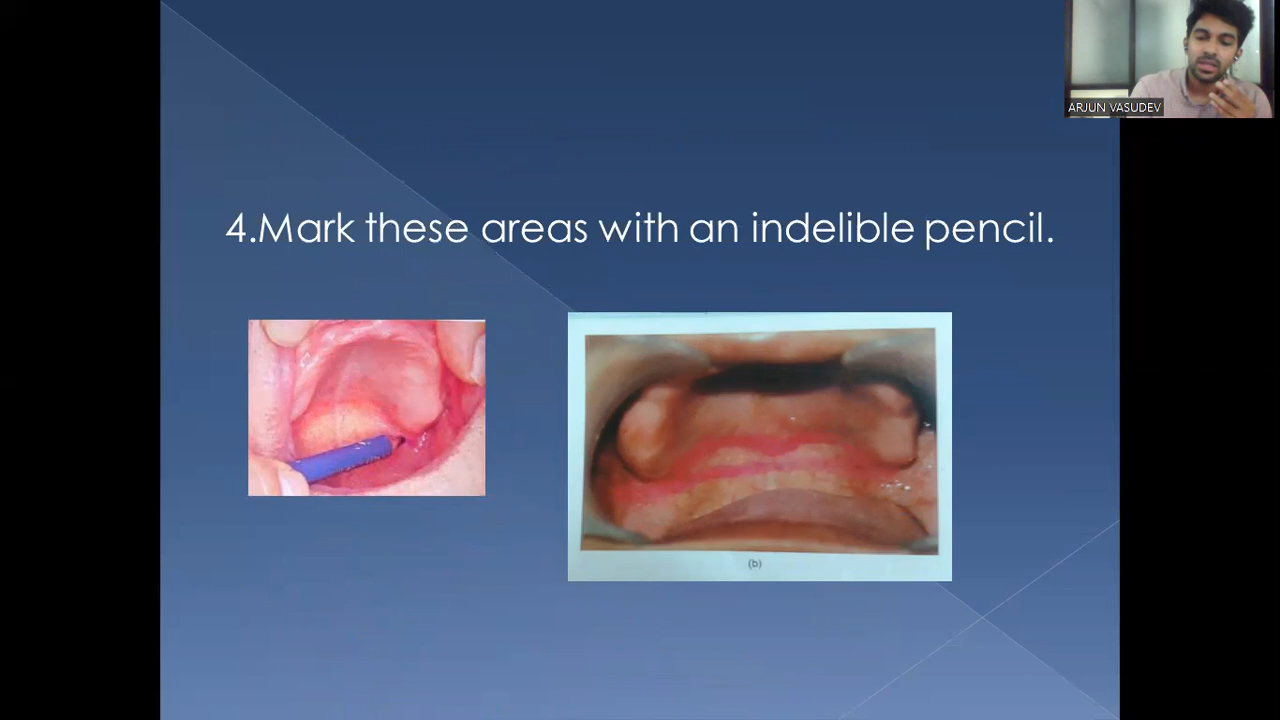 ARJUN VASUDEV
4.Mark these areas with an indelible pencil.
(b)